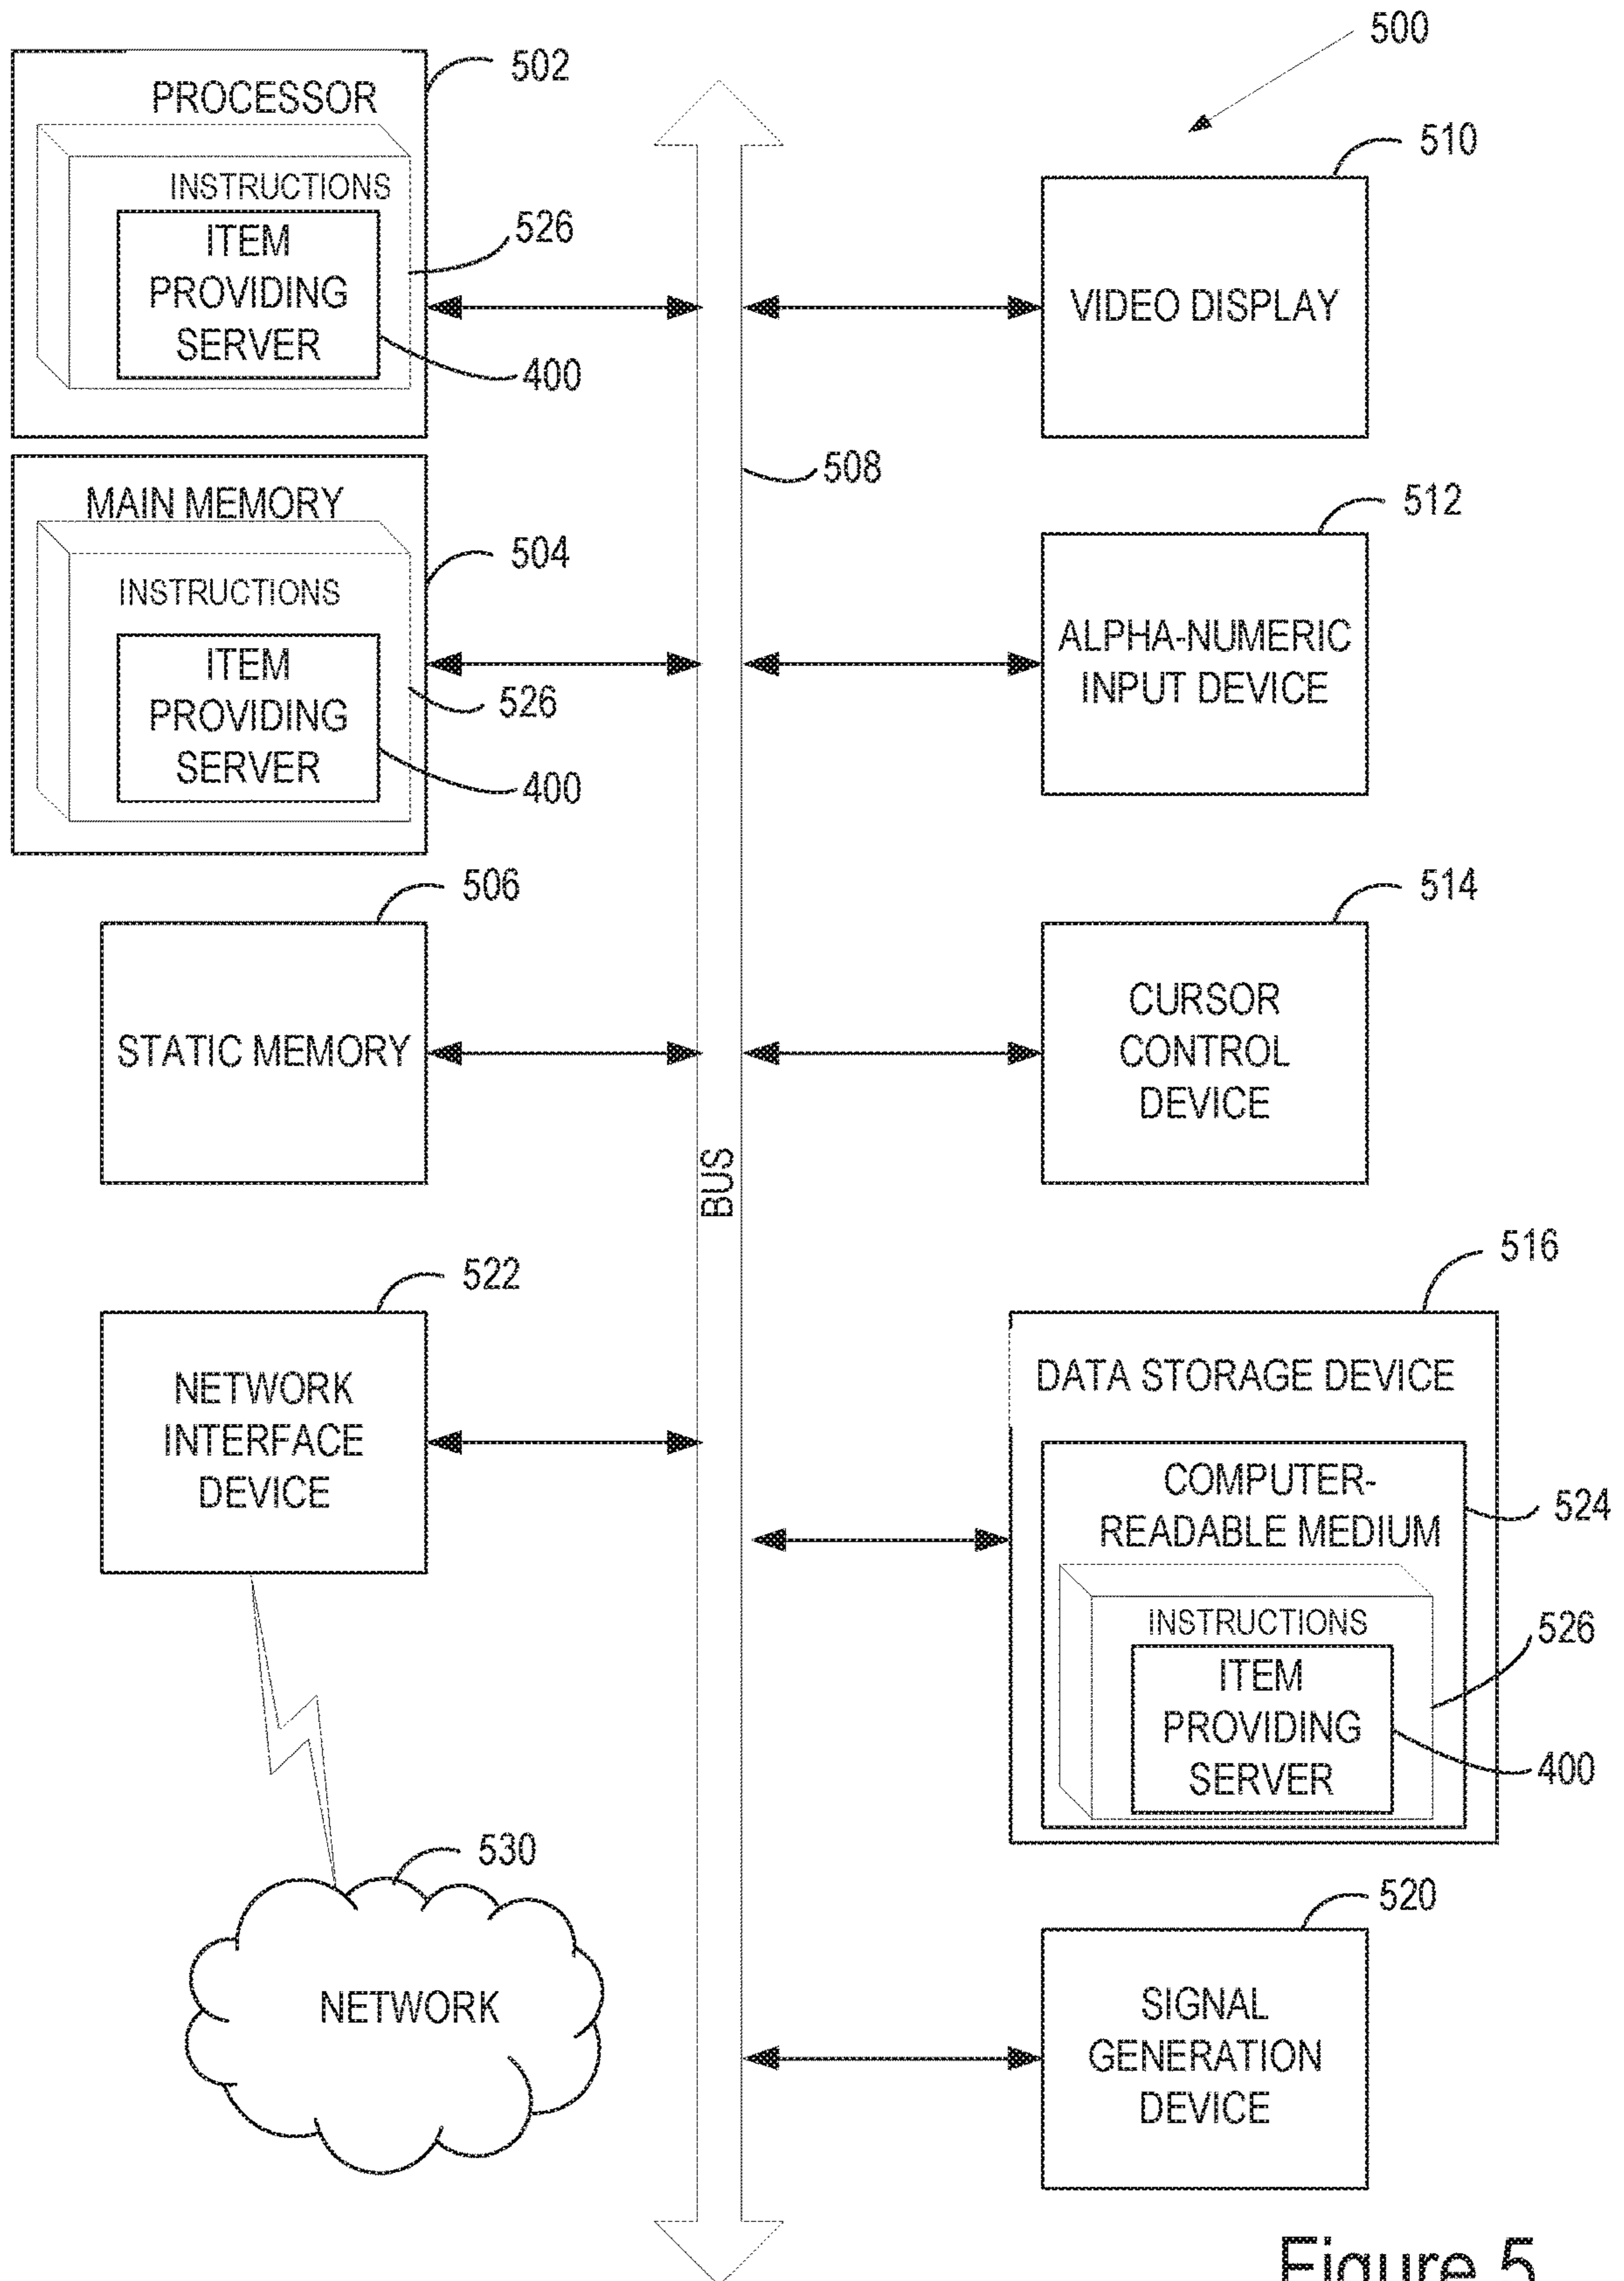 500
502
PROCESSOR
INSTRUCTIONS
ITEM
PROVIDING
SERVER
526
400
510
VIDEO DISPLAY
508
MAIN MEMORY
504
INSTRUCTIONS
ITEM
PROVIDING
SERVER
526
400
512
ALPHA-NUMERIC
INPUT DEVICE
506
STATIC MEMORY
514
CURSOR
CONTROL
DEVICE
BUS
522
NETWORK
INTERFACE
DEVICE
516
DATA STORAGE DEVICE
COMPUTER-
READABLE MEDIUM
524
INSTRUCTIONS
ITEM
PROVIDING
SERVER
526
400
530
NETWORK
520
SIGNAL
GENERATION
DEVICE
Figure 5